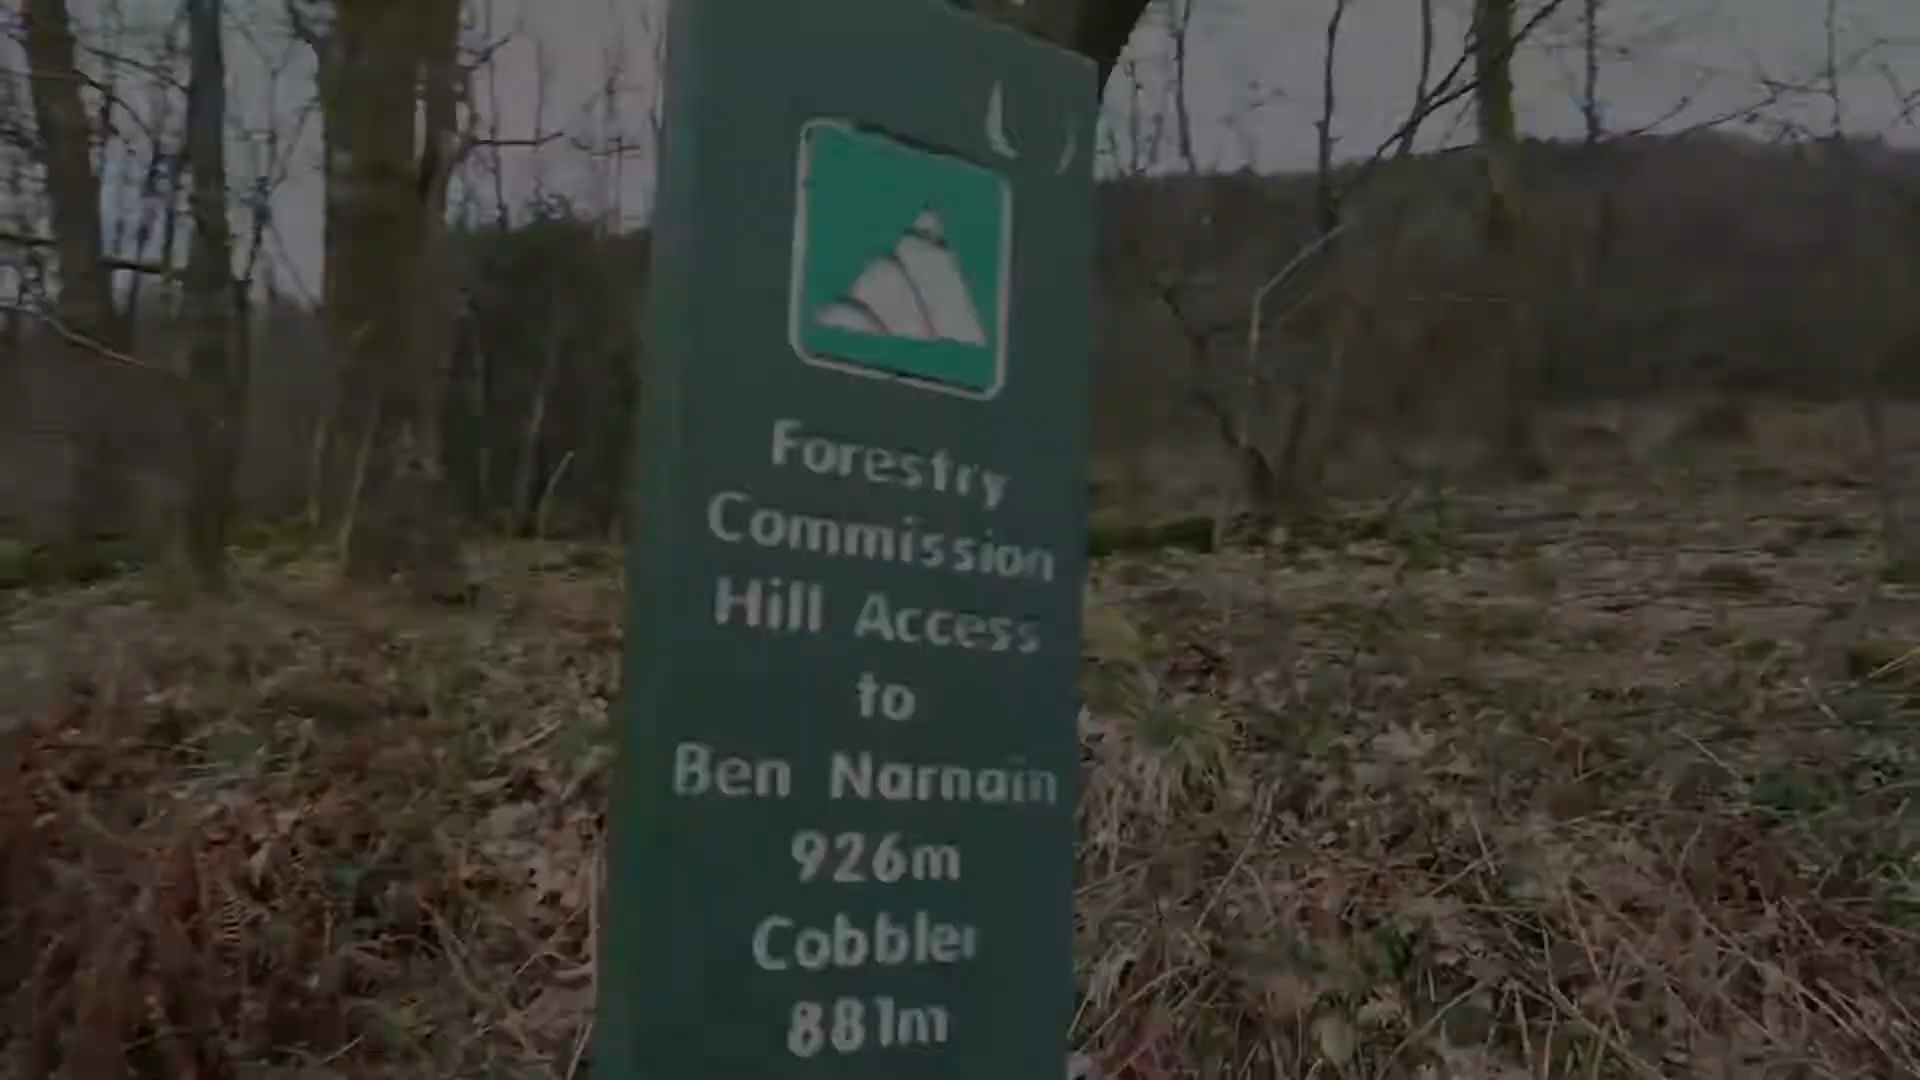 Forestry
Commission
Hill Access
to
Ben Narnain
926m
Cobbler
881m